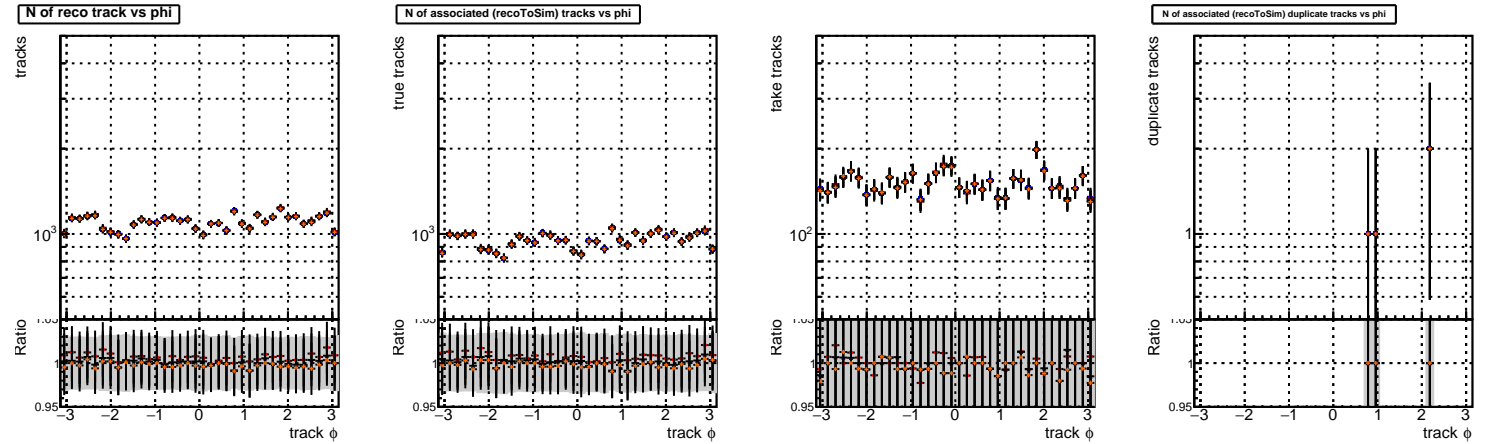 N of reco track vs phi
tracks
10³
Ratio
0.95
−3 −2 −1 0 1 2 3
track ϕ
N of associated (recoToSim) tracks vs phi
true tracks
10³
Ratio
0.95
−3 −2 −1 0 1 2 3
track ϕ
fake tracks
10²
Ratio
0.95
−3 −2 −1 0 1 2 3
track ϕ
N of associated (recoToSim) duplicate tracks vs phi
duplicate tracks
1
Ratio
0.95
−3 −2 −1 0 1 2 3
track ϕ